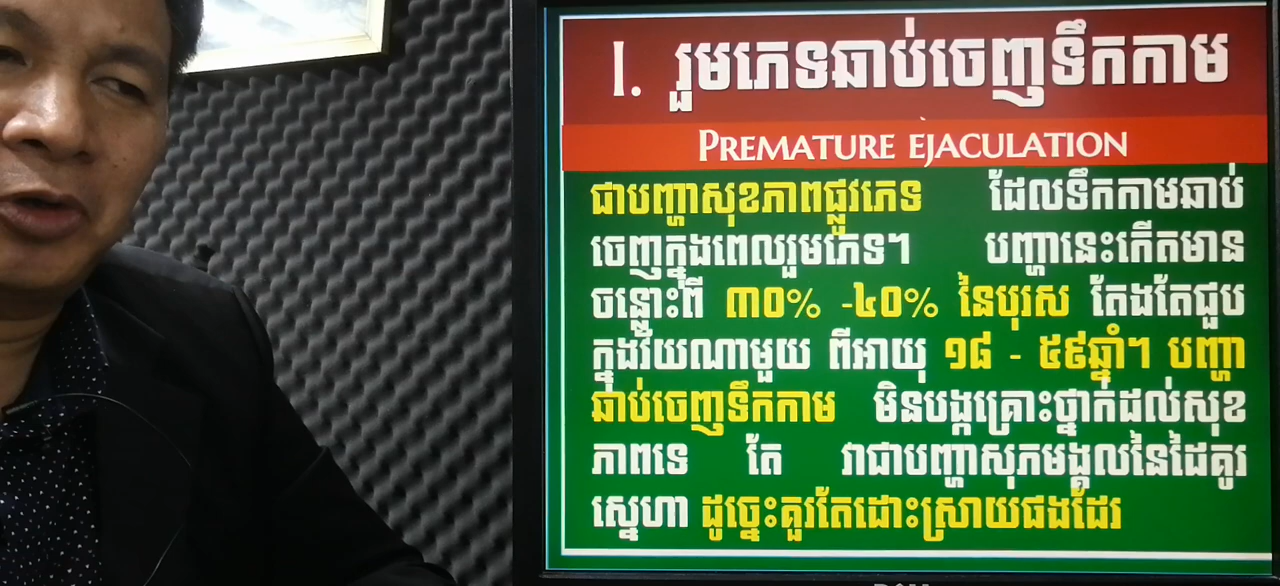 I. រួមភេទឆាប់ចេញទឹកកាម
PREMATURE EJACULATION
ជាបញ្ហាសុខភាពផ្លូវភេទ ដែលទឹកកាមឆាប់
ចេញក្នុងពេលរួមភេទ។ បញ្ហានេះកើតមាន
ចន្លោះពី ៣០% -៤០% នៃបុរស តែងតែជួប
ក្នុងវ័យណាមួយ ពីអាយុ ១៨ - ៥៩ឆ្នាំ។ បញ្ហា
ឆាប់ចេញទឹកកាម មិនបង្កគ្រោះថ្នាក់ដល់សុខ
ភាពទេ តែ វាជាបញ្ហាសុភមង្គលនៃដៃគូរ
ស្នេហា ដូច្នេះគួរតែដោះស្រាយផងដែរ